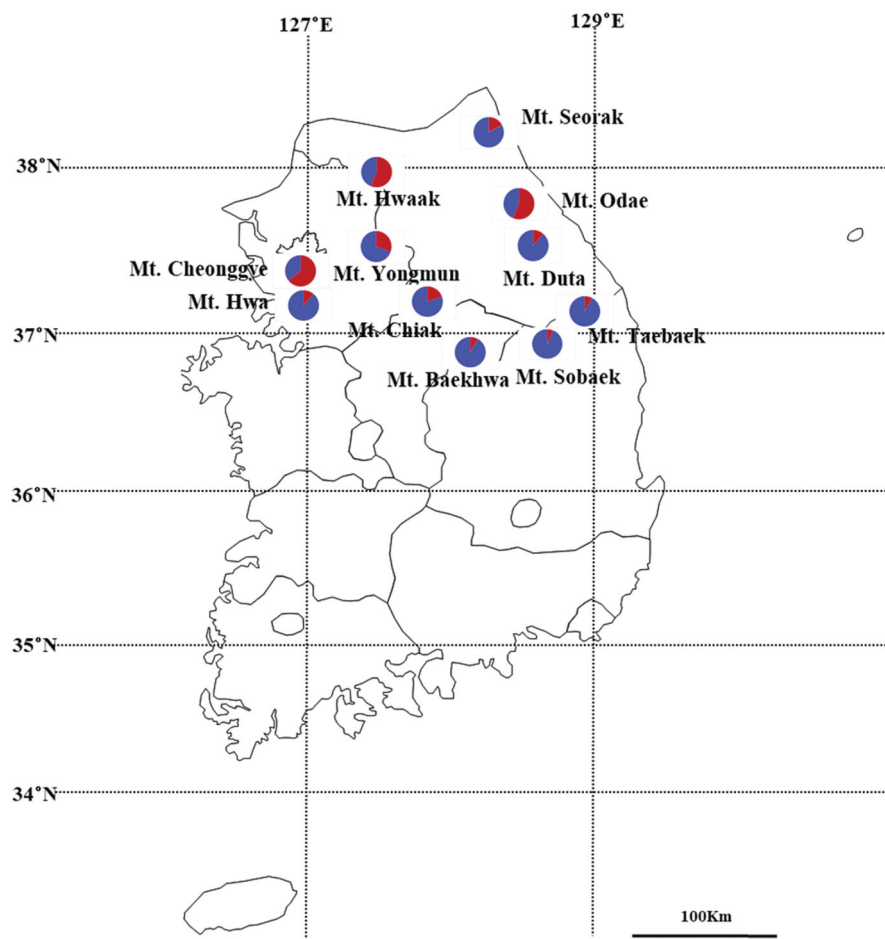 127°E
129°E
Mt. Seorak
38°N
Mt. Hwaak
Mt. Odae
Mt. Cheonggye
Mt. Yongmun
Mt. Duta
Mt. Hwa
Mt. Chiak
37°N
Mt. Taebaek
Mt. Sobaek
Mt. Baekhwa
36°N
35°N
34°N
100Km